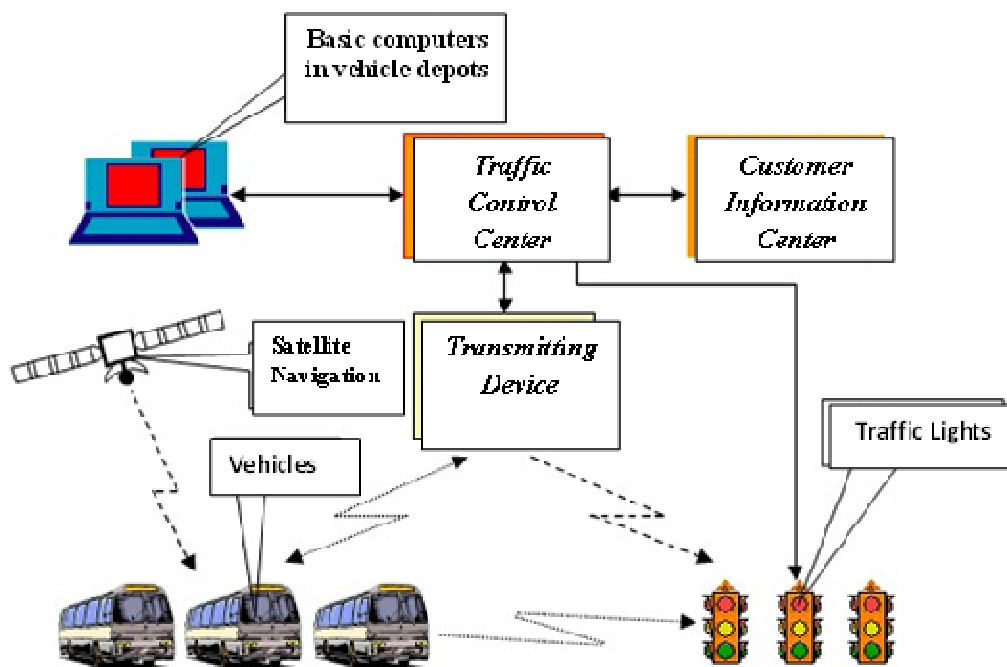 Basic computers
in vehicle depots
Traffic
Control
Center
Customer
Information
Center
Satellite
Navigation
Transmitting
Device
Traffic Lights
Vehicles